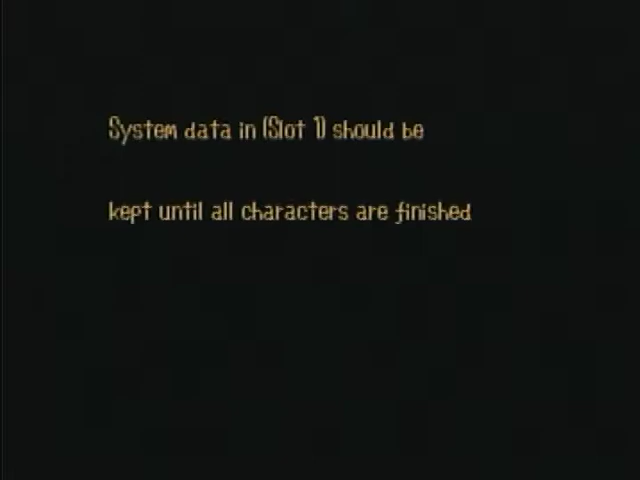 System data in (Slot 1) should be
kept until all characters are finished